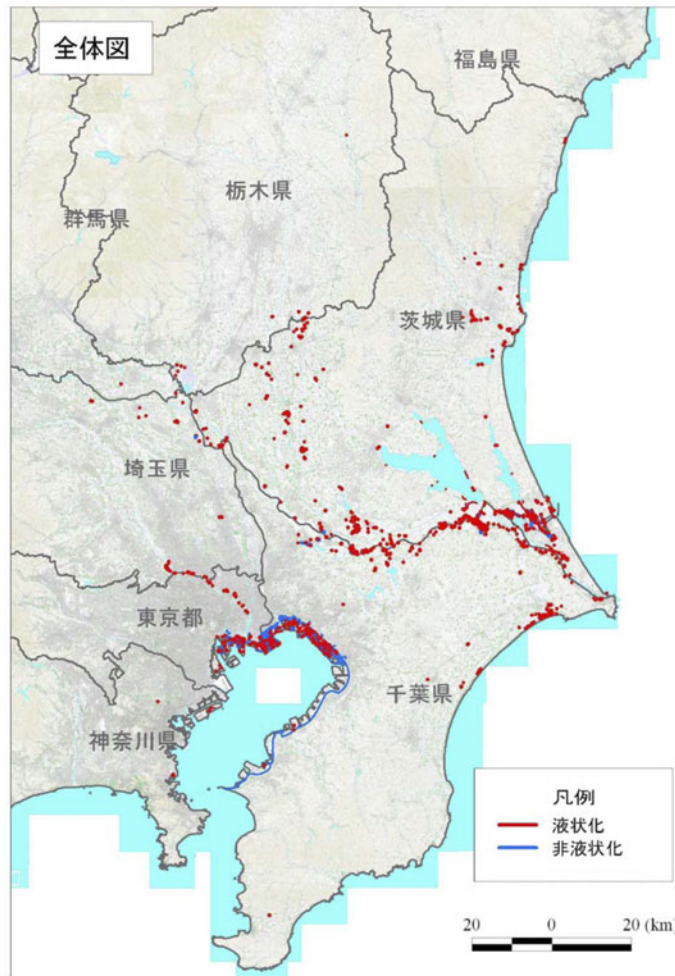 全体図
福島県
栃木県
群馬県
茨城県
埼玉県
東京都
千葉県
神奈川県
凡例
液状化
非液状化
20 0 20 (km)